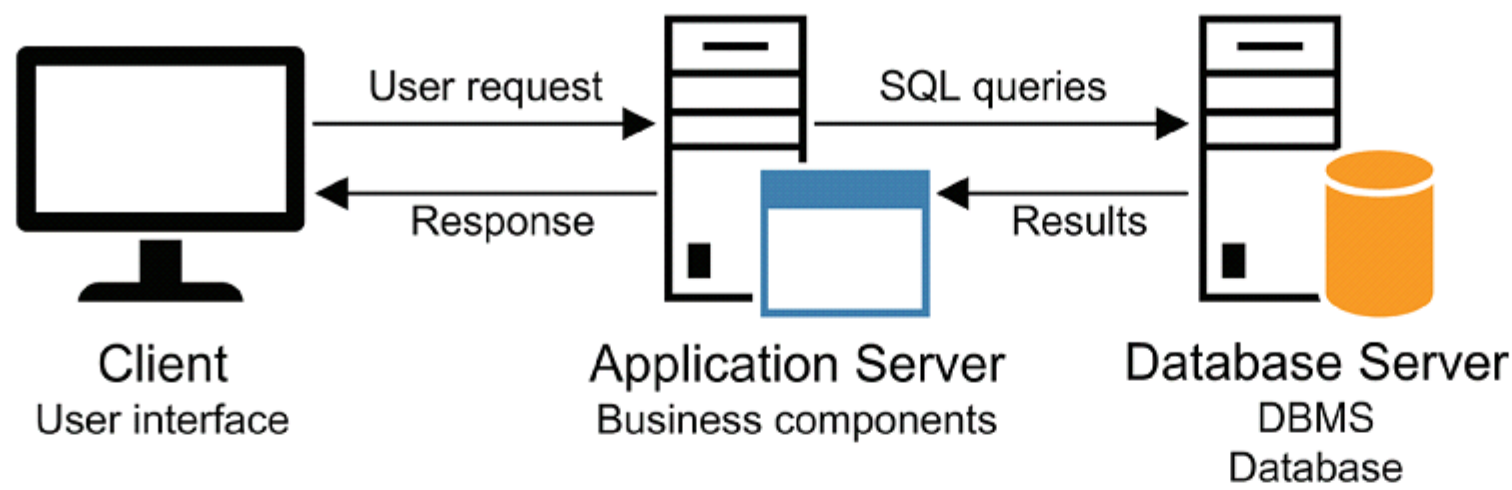 User request
SQL queries
Response
Results
Client
User interface
Application Server
Business components
Database Server
DBMS
Database